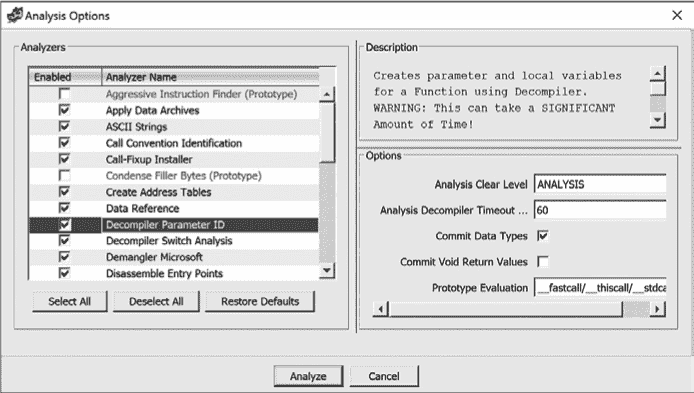 Analysis Options
Analyzers
Enabled Analyzer Name
Aggressive Instruction Finder (Prototype)
Apply Data Archives
ASCII Strings
Call Convention Identification
Call-Fixup Installer
Condense Filler Bytes (Prototype)
Create Address Tables
Data Reference
Decompiler Parameter ID
Decompiler Switch Analysis
Demangler Microsoft
Disassemble Entry Points
Select All Deselect All Restore Defaults
Description
Creates parameter and local variables
for a Function using Decompiler.
WARNING: This can take a SIGNIFICANT
Amount of Time!
Options
Analysis Clear Level ANALYSIS
Analysis Decompiler Timeout ... 60
Commit Data Types
Commit Void Return Values
Prototype Evaluation __fastcall/__thiscall/__stdca
Analyze Cancel